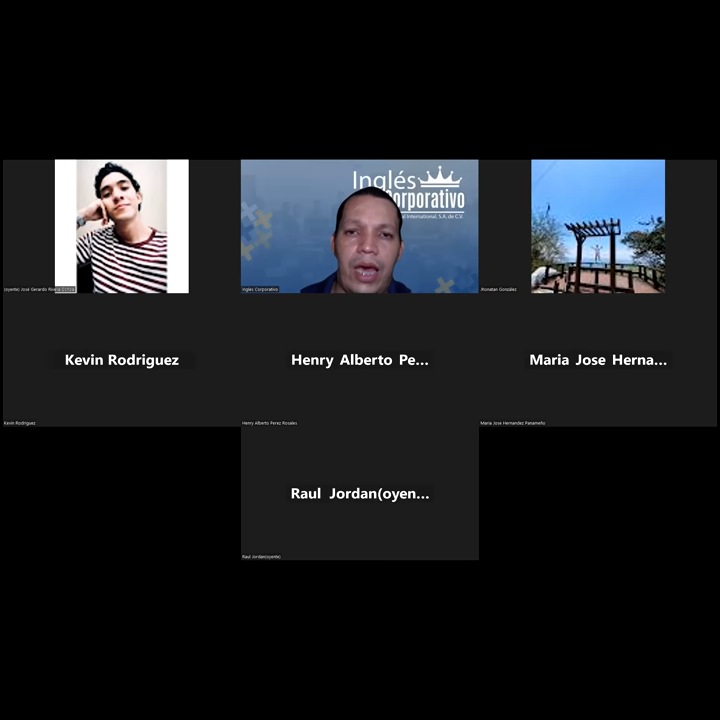 Inglés
Corporativo
l International, S.A. de C.V.
(oyente) José Gerardo Rivera
Inglés Corporativo
Jhonatan González
Kevin Rodriguez
Henry Alberto Pe...
Maria Jose Herna...
Kevin Rodriguez
Henry Alberto Perez Rosales
Maria Jose Hernandez Panameño
Raul Jordan(oyen...
Raul Jordan(oyente)